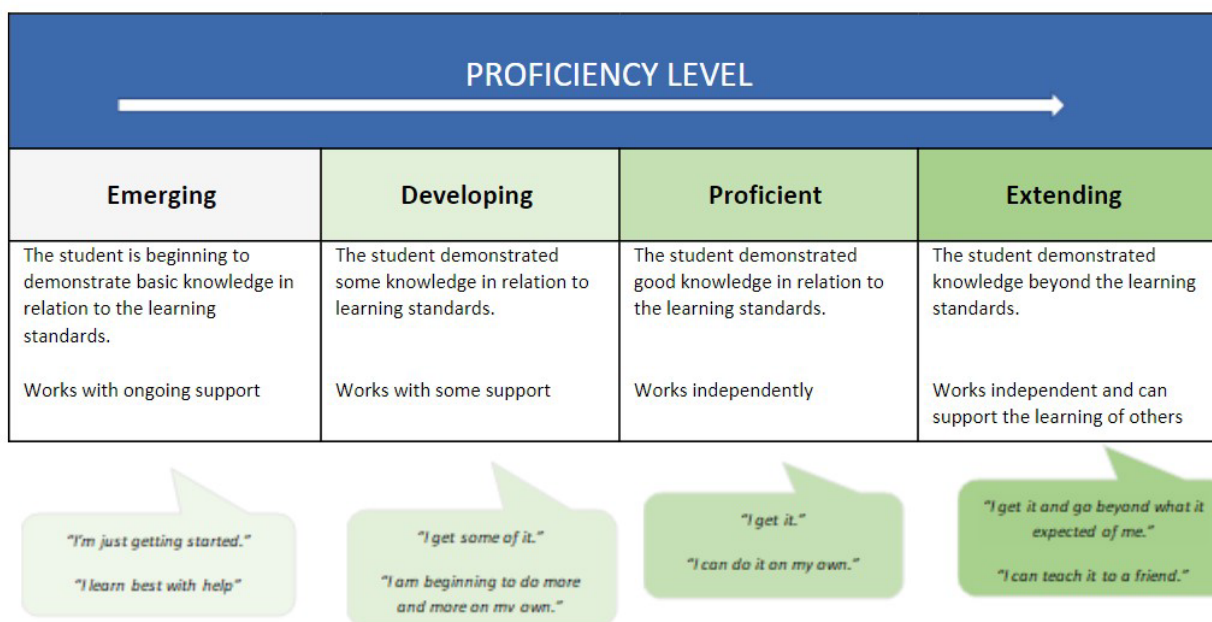 PROFICIENCY LEVEL
Emerging
Developing
Proficient
Extending
The student is beginning to
demonstrate basic knowledge in
relation to the learning
standards.
Works with ongoing support
The student demonstrated
some knowledge in relation to
learning standards.
Works with some support
The student demonstrated
good knowledge in relation to
the learning standards.
Works independently
The student demonstrated
knowledge beyond the learning
standards.
Works independent and can
support the learning of others
"I'm just getting started."
"I learn best with help"
"I get some of it."
"I am beginning to do more
and more on my own."
"I get it."
"I can do it on my own."
"I get it and go beyond what it
expected of me."
"I can teach it to a friend."